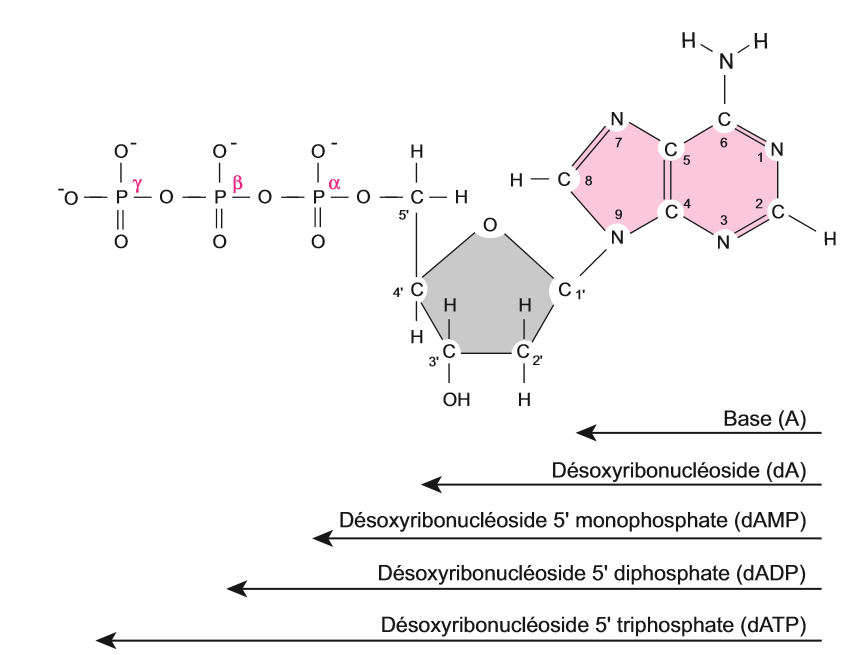 H H
N
N C
7 6 N
C 5 1
H C 8
O⁻ O⁻ O⁻ H
⁻O P γ O P β O P α O C H
5'
O O O
9 4 C 3 2 C
N N H
O
4' C C 1'
H H H
3' C C 2'
OH H
Base (A)
Désoxyribonucléoside (dA)
Désoxyribonucléoside 5' monophosphate (dAMP)
Désoxyribonucléoside 5' diphosphate (dADP)
Désoxyribonucléoside 5' triphosphate (dATP)